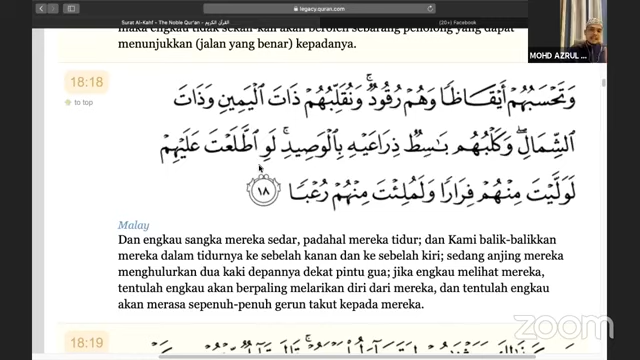 legacy.quran.com
Surat Al-Kahf - The Noble Qur'an - القرآن الكريم
(20+) Facebook
maka engkau tidak sekali-kali akan beroleh sebarang penolong yang dapat
menunjukkan (jalan yang benar) kepadanya.
MOHD AZRUL ...
18:18
to top
وَتَحْسَبُهُمْ أَيْقَاظًا وَهُمْ رُقُودٌ ۚ وَنُقَلِّبُهُمْ ذَاتَ الْيَمِينِ وَذَاتَ
الشِّمَالِ ۖ وَكَلْبُهُم بَاسِطٌ ذِرَاعَيْهِ بِالْوَصِيدِ ۚ لَوِ اطَّلَعْتَ عَلَيْهِمْ
لَوَلَّيْتَ مِنْهُمْ فِرَارًا وَلَمُلِئْتَ مِنْهُمْ رُعْبًا ١٨
Malay
Dan engkau sangka mereka sedar, padahal mereka tidur; dan Kami balik-balikkan
mereka dalam tidurnya ke sebelah kanan dan ke sebelah kiri; sedang anjing mereka
menghulurkan dua kaki depannya dekat pintu gua; jika engkau melihat mereka,
tentulah engkau akan berpaling melarikan diri dari mereka, dan tentulah engkau
akan merasa sepenuh-penuh gerun takut kepada mereka.
18:19
zoom